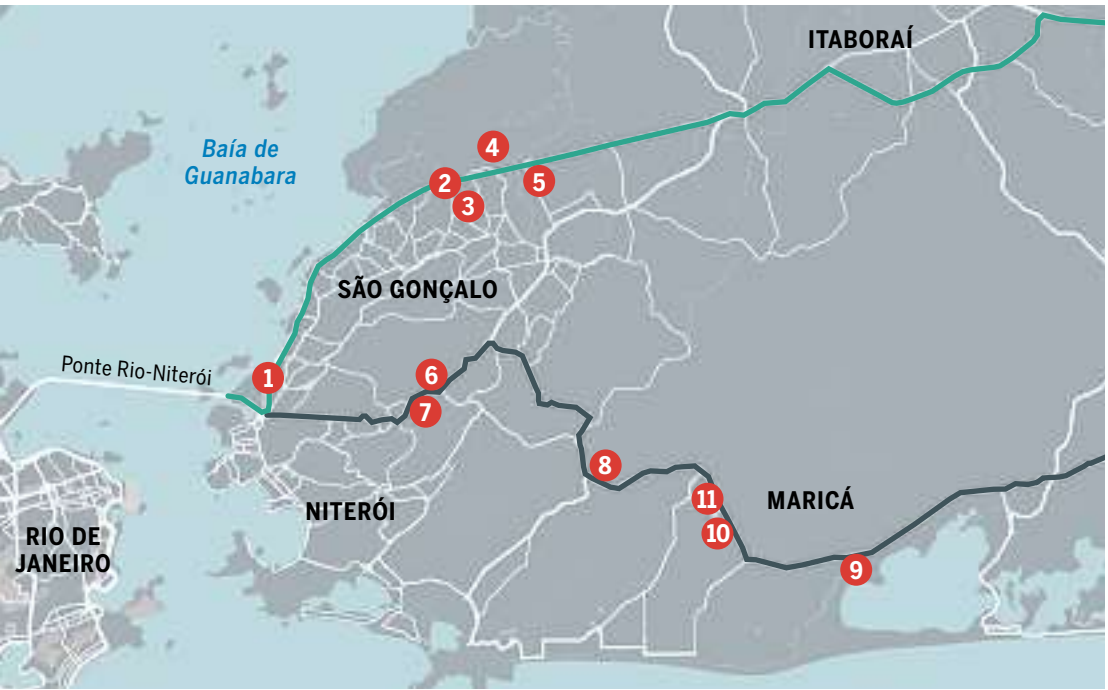 ITABORAÍ
Baía de
Guanabara
4
2
5
3
SÃO GONÇALO
Ponte Rio-Niterói
1
6
7
8
NITERÓI
11
MARICÁ
10
RIO DE
JANEIRO
9